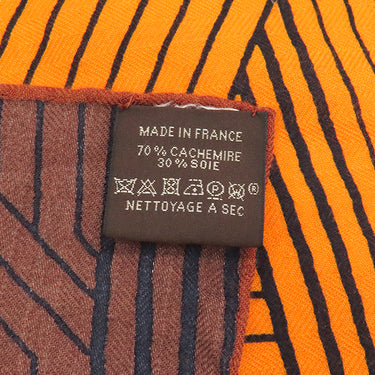 MADE IN FRANCE
70% CACHEMIRE
30% SOIE
®
NETTOYAGE A SEC